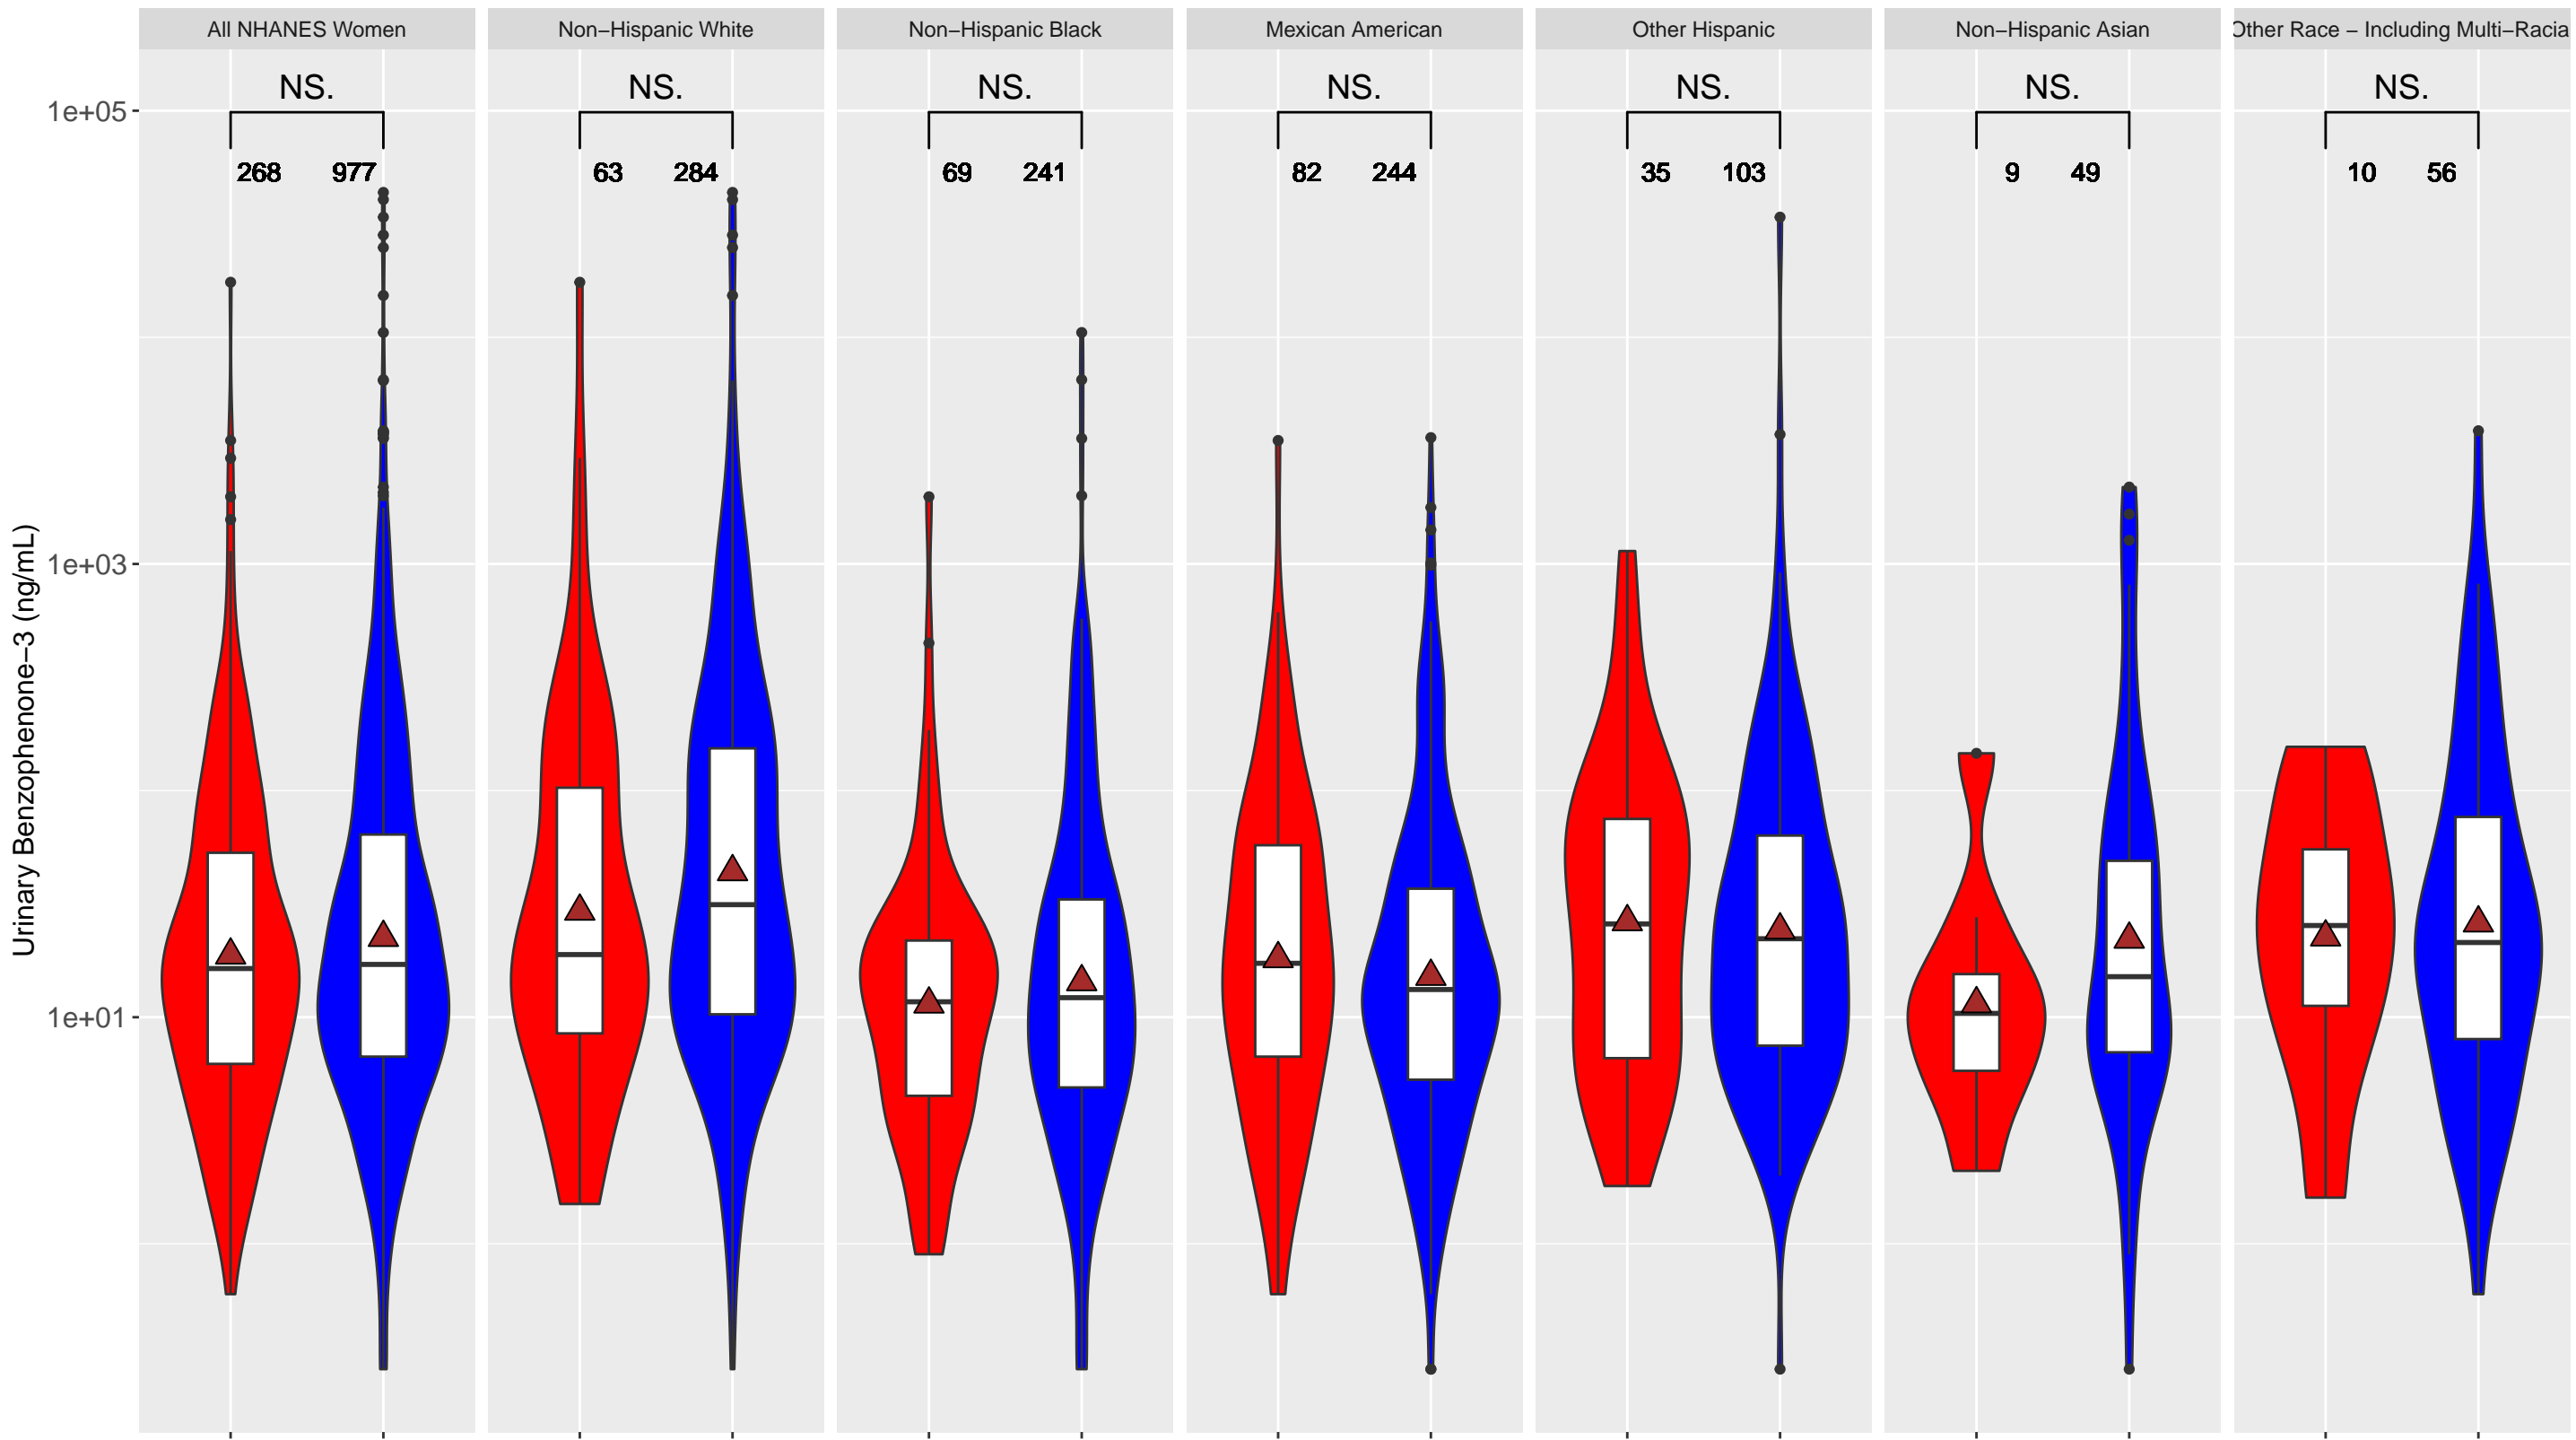 All NHANES Women
Non−Hispanic White
Non−Hispanic Black
Mexican American
Other Hispanic
Non−Hispanic Asian
Other Race − Including Multi−Racia
NS.
NS.
NS.
NS.
NS.
NS.
NS.
268 977
63 284
69 241
82 244
35 103
9 49
10 56
1e+05
1e+03
1e+01
Urinary Benzophenone−3 (ng/mL)